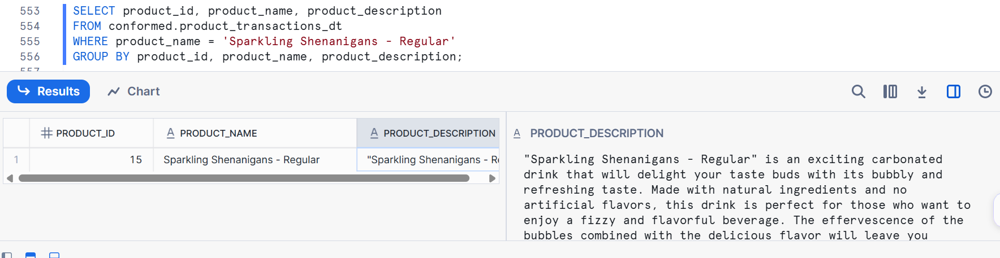 553 SELECT product_id, product_name, product_description
554 FROM conformed.product_transactions_dt
555 WHERE product_name = 'Sparkling Shenanigans - Regular'
556 GROUP BY product_id, product_name, product_description;
557
Results Chart
PRODUCT_ID PRODUCT_NAME PRODUCT_DESCRIPTION
1 15 Sparkling Shenanigans - Regular "Sparkling Shenanigans - Re
PRODUCT_DESCRIPTION
"Sparkling Shenanigans - Regular" is an exciting carbonated
drink that will delight your taste buds with its bubbly and
refreshing taste. Made with natural ingredients and no
artificial flavors, this drink is perfect for those who want to
enjoy a fizzy and flavorful beverage. The effervescence of the
bubbles combined with the delicious flavor will leave you